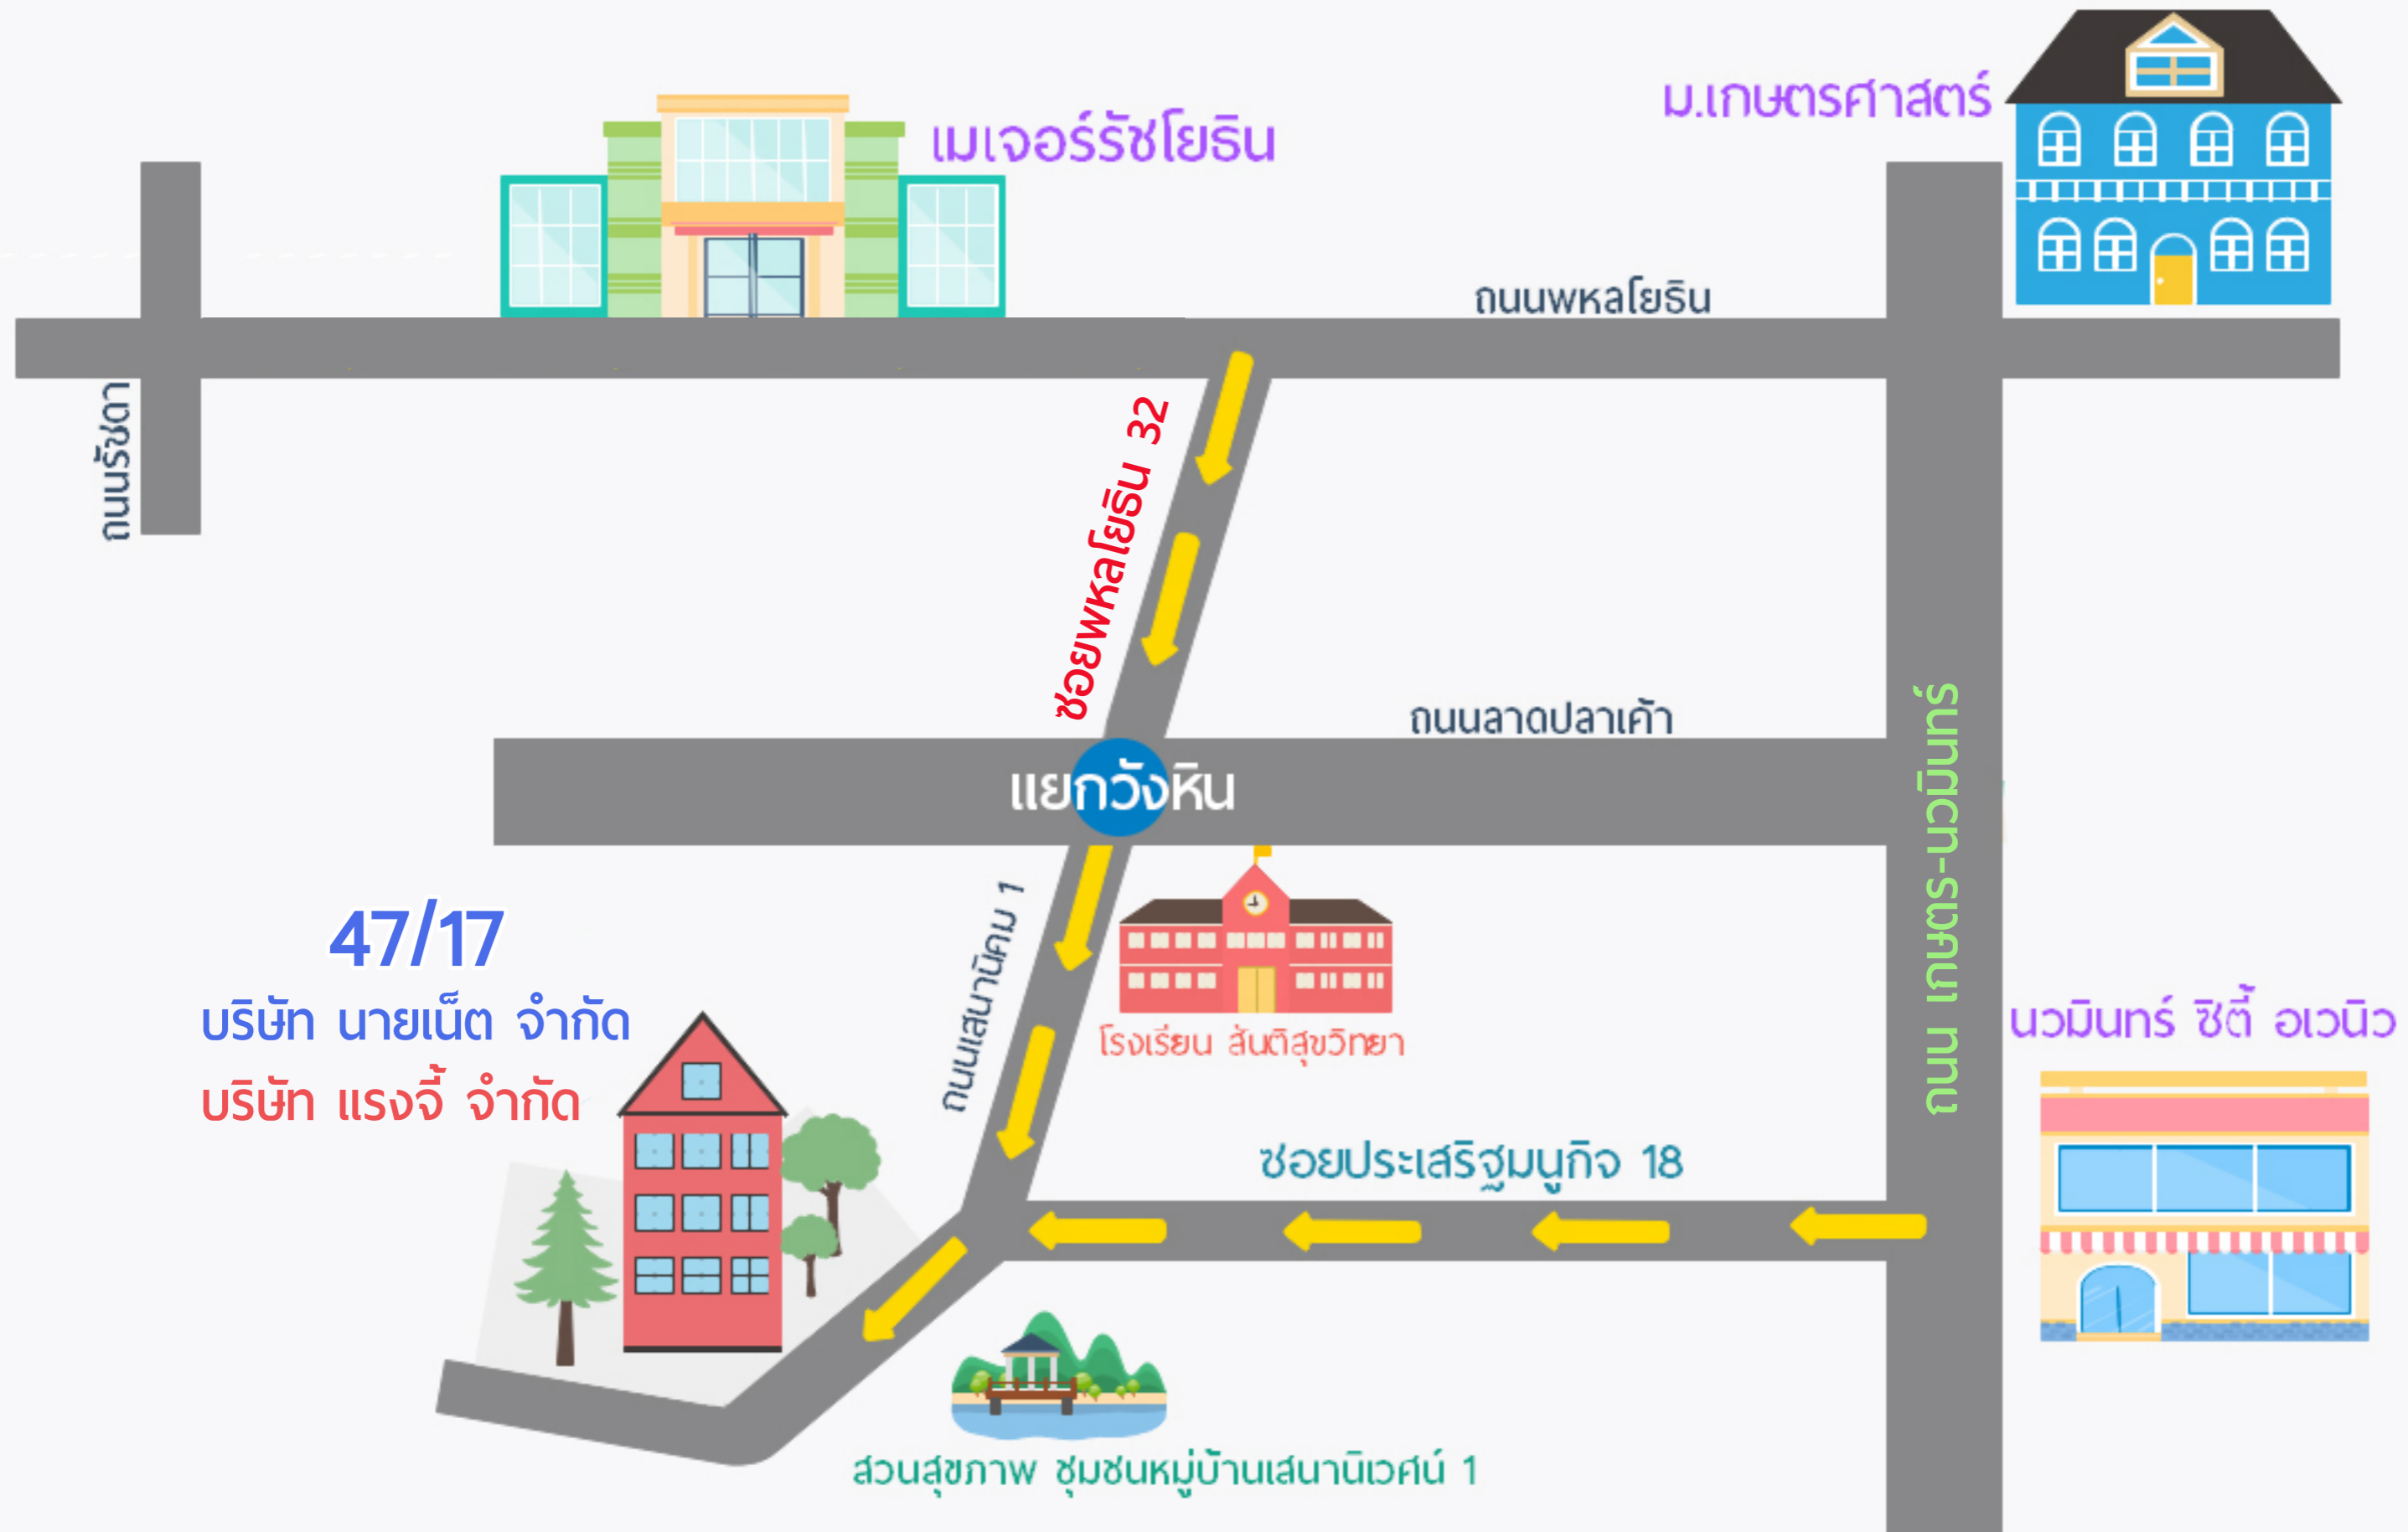 ม.เกษตรศาสตร์
เมเจอร์รัชโยธิน
ถนนพหลโยธิน
ถนนรัชดา
ซอยพหลโยธิน 32
ถนนลาดปลาเค้า
แยกวังหิน
ถนน เกษตร-นวมินทร์
47/17
บริษัท นายเน็ต จำกัด
บริษัท แรงจี้ จำกัด
ถนนเสนานิคม 1
โรงเรียน สันติสุขวิทยา
นวมินทร์ ซิตี้ อเวนิว
ซอยประเสริฐมนูกิจ 18
สวนสุขภาพ ชุมชนหมู่บ้านเสนานิเวศน์ 1